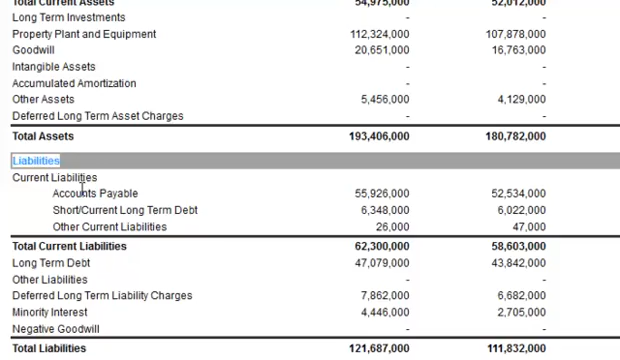 Total Current Assets 54,975,000 52,012,000
Long Term Investments - -
Property Plant and Equipment 112,324,000 107,878,000
Goodwill 20,651,000 16,763,000
Intangible Assets - -
Accumulated Amortization - -
Other Assets 5,456,000 4,129,000
Deferred Long Term Asset Charges - -
Total Assets 193,406,000 180,782,000
Liabilities
Current Liabilities
Accounts Payable 55,926,000 52,534,000
Short/Current Long Term Debt 6,348,000 6,022,000
Other Current Liabilities 26,000 47,000
Total Current Liabilities 62,300,000 58,603,000
Long Term Debt 47,079,000 43,842,000
Other Liabilities - -
Deferred Long Term Liability Charges 7,862,000 6,682,000
Minority Interest 4,446,000 2,705,000
Negative Goodwill - -
Total Liabilities 121,687,000 111,832,000